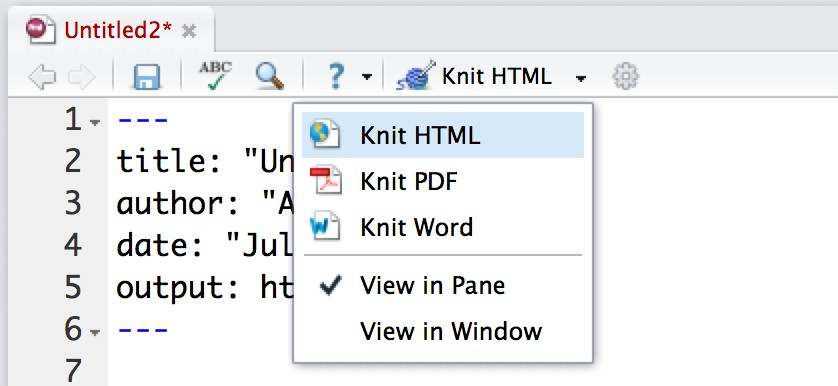 Untitled2*
ABC
? Knit HTML
1 ---
2 title: "Un
3 author: "A
4 date: "Jul
5 output: ht
6 ---
7
Knit HTML
Knit PDF
Knit Word
View in Pane
View in Window